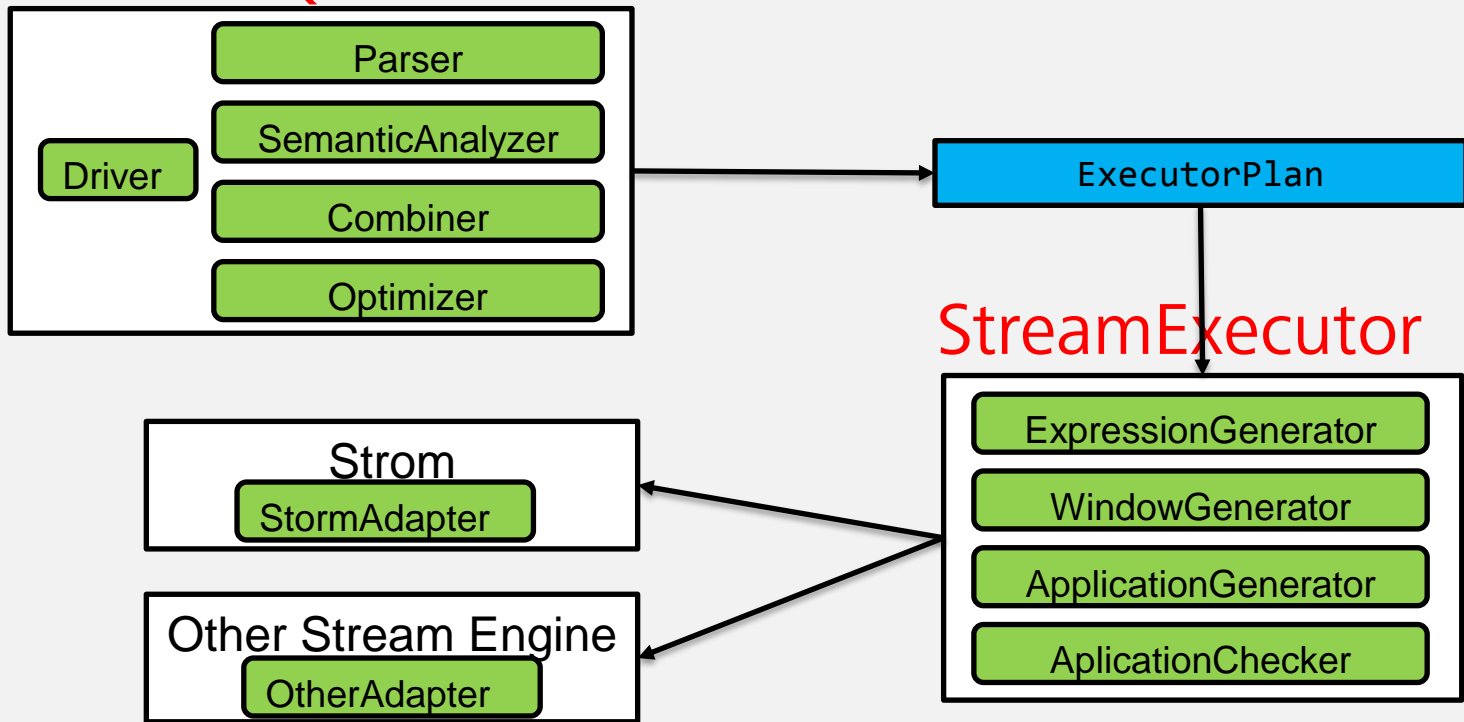 Parser
SemanticAnalyzer
Driver
Combiner
Optimizer
ExecutorPlan
StreamExecutor
ExpressionGenerator
WindowGenerator
ApplicationGenerator
AplicationChecker
Strom
StormAdapter
Other Stream Engine
OtherAdapter